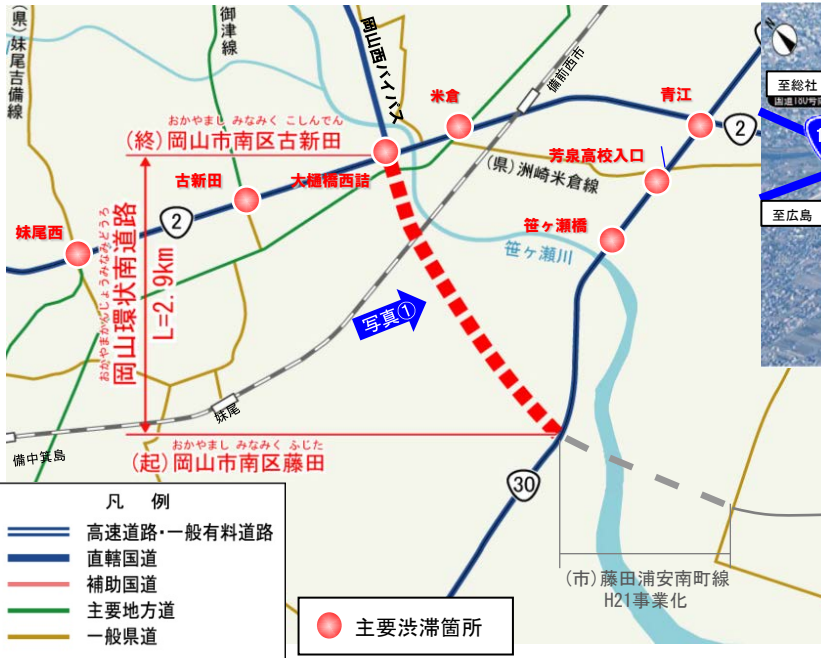 (県)妹尾吉備線
御津線
岡山西バイパス
米倉
備前西市
青江
2
至総社
至広島
おかやまし みなみく こしんでん
(終)岡山市南区古新田
古新田
大樋橋西詰
芳泉高校入口
(県)洲崎米倉線
笹ヶ瀬橋
笹ヶ瀬川
妹尾西
2
おかやまかんじょうみなみどうろ
岡山環状南道路
L=2.9km
写真①
妹尾
備中箕島
おかやまし みなみく ふじた
(起)岡山市南区藤田
30
(市)藤田浦安南町線
H21事業化
凡 例
高速道路・一般有料道路
直轄国道
補助国道
主要地方道
一般県道
主要渋滞箇所